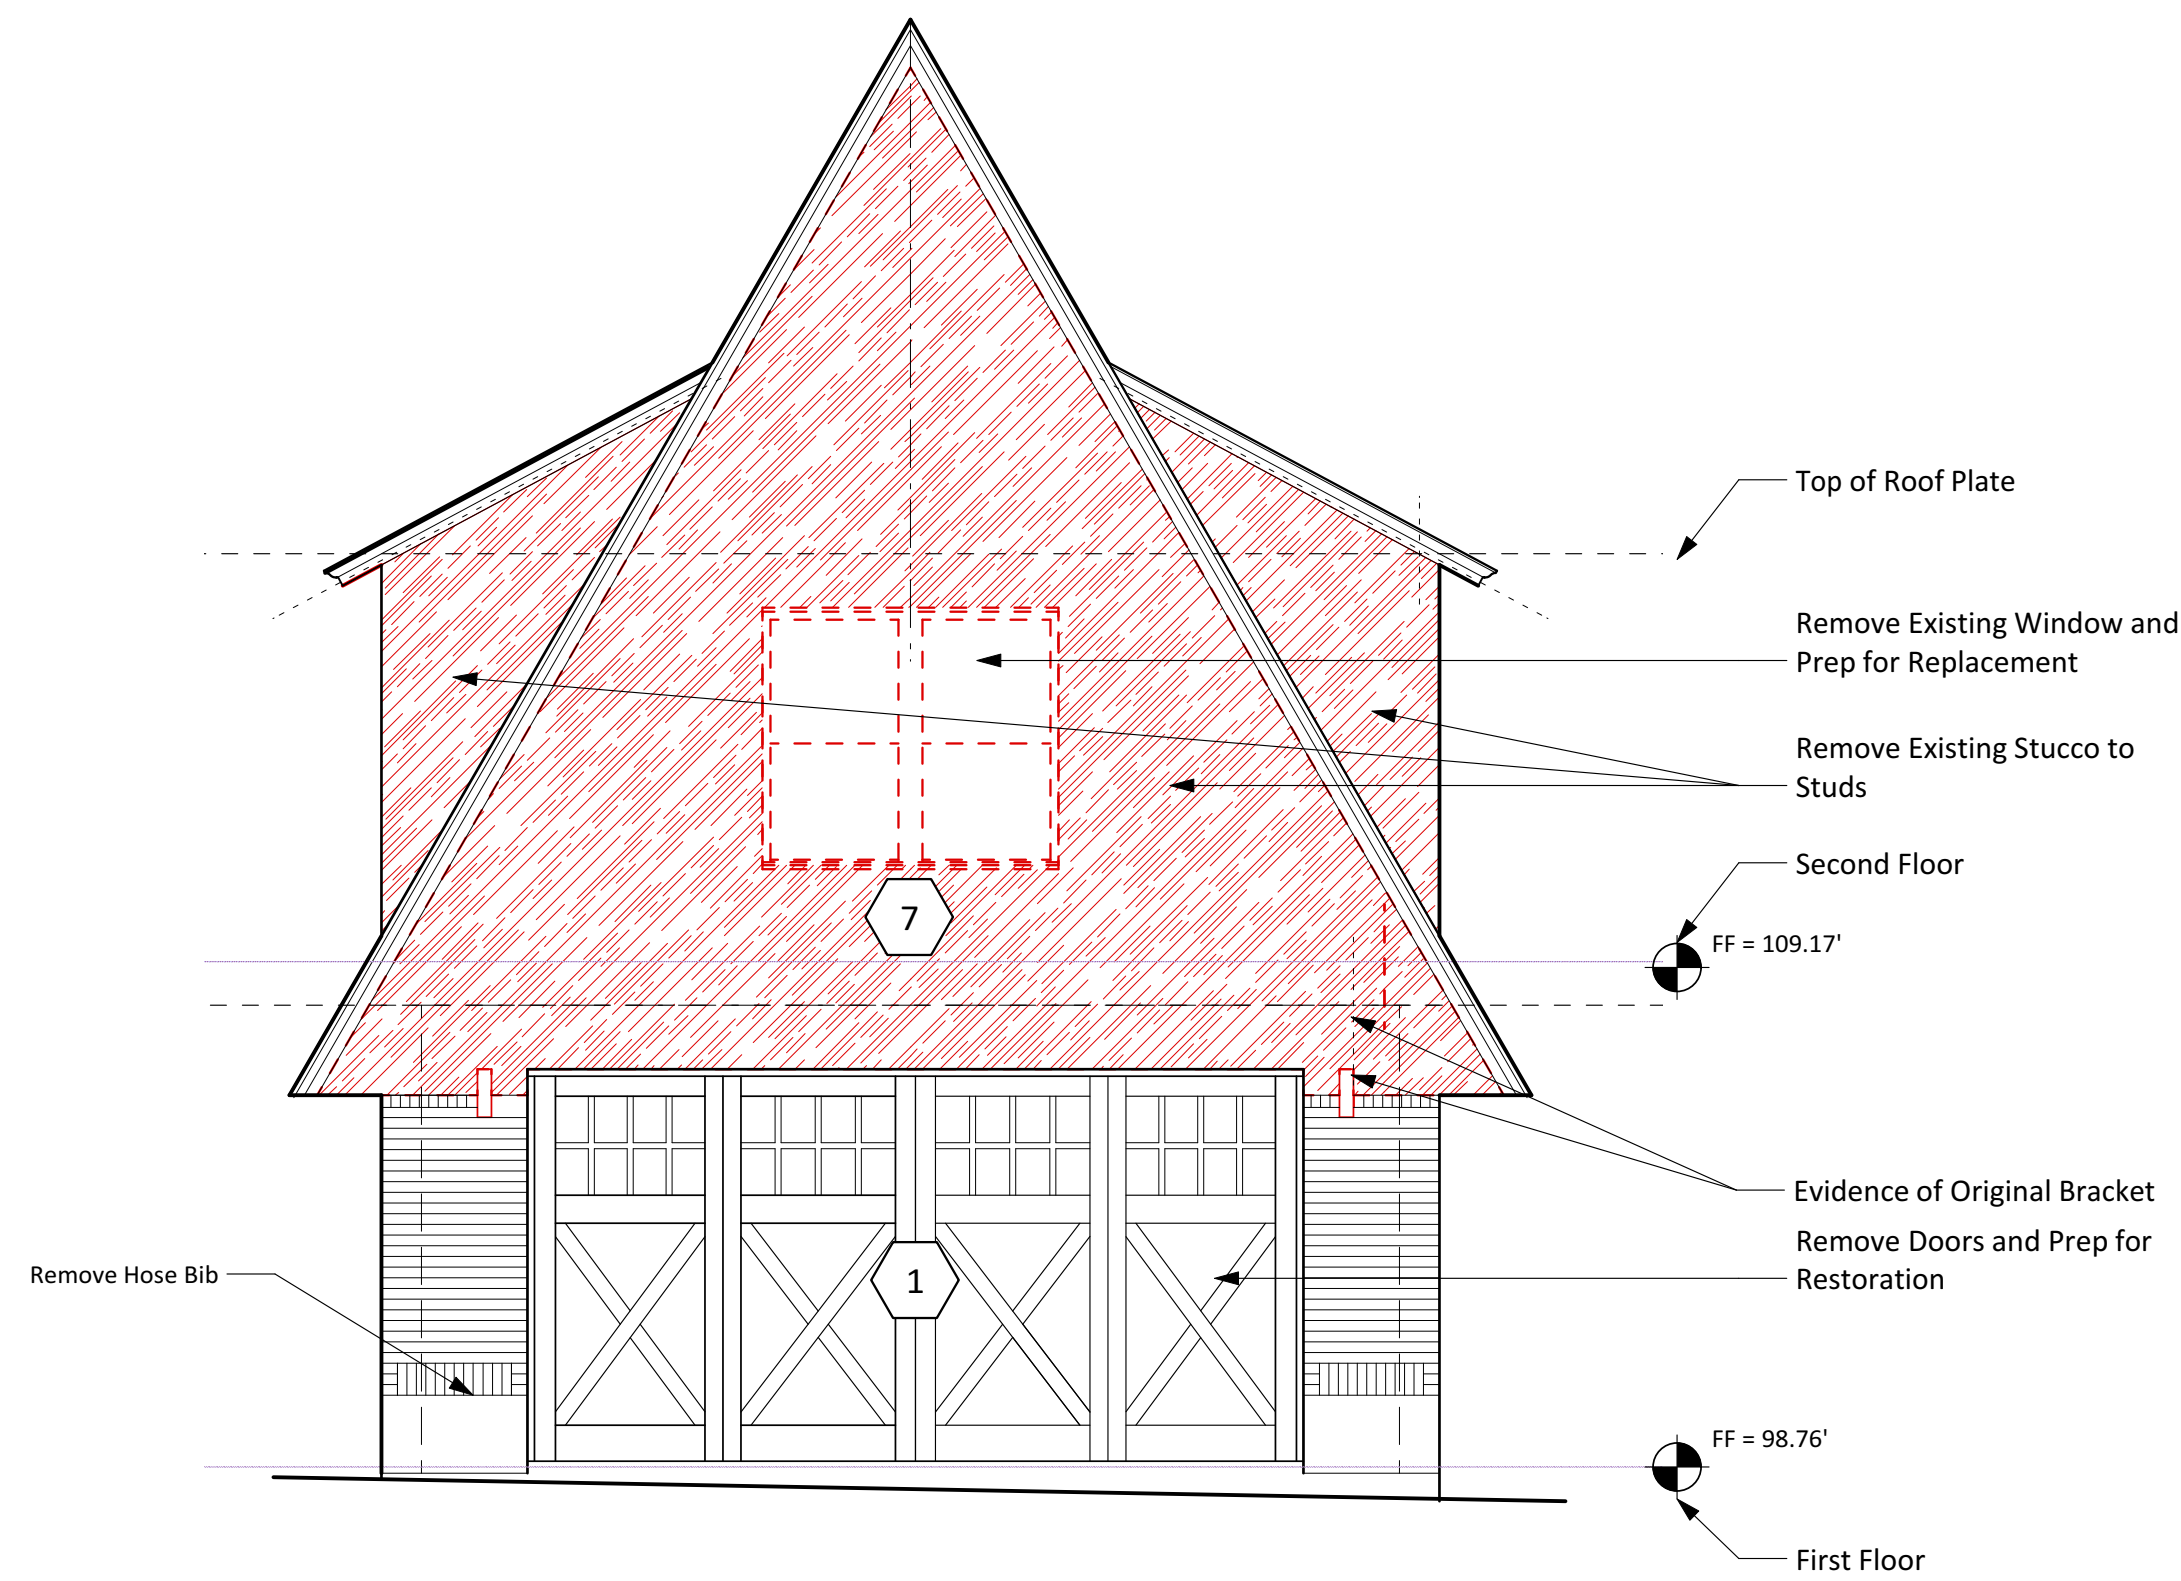 Top of Roof Plate
Remove Existing Window and
Prep for Replacement
Remove Existing Stucco to
Studs
Second Floor
7
FF = 109.17'
Evidence of Original Bracket
Remove Doors and Prep for
Restoration
Remove Hose Bib
1
FF = 98.76'
First Floor